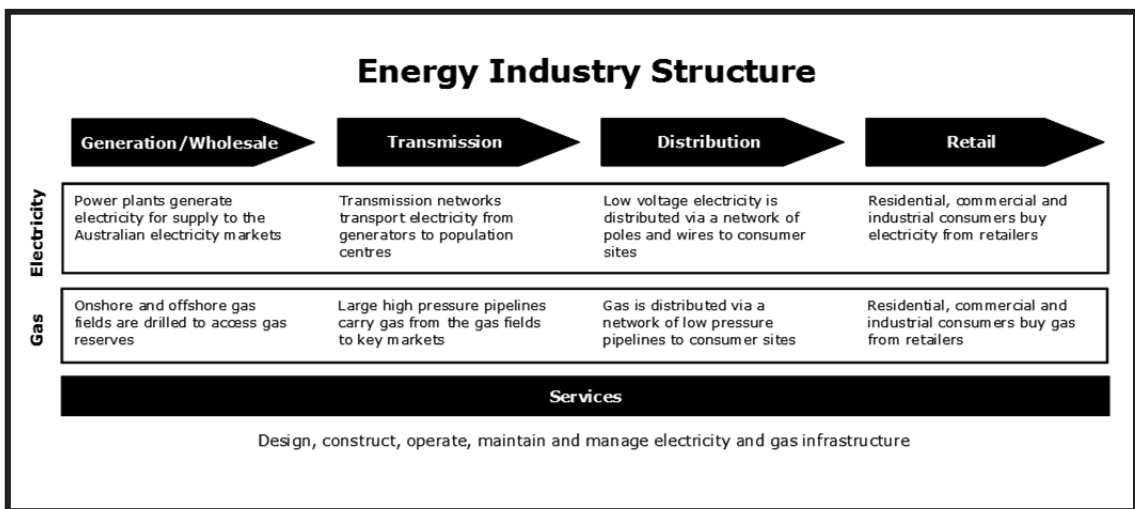 Energy Industry Structure
Generation/Wholesale
Transmission
Distribution
Retail
Electricity
Power plants generate
electricity for supply to the
Australian electricity markets
Transmission networks
transport electricity from
generators to population
centres
Low voltage electricity is
distributed via a network of
poles and wires to consumer
sites
Residential, commercial and
industrial consumers buy
electricity from retailers
Gas
Onshore and offshore gas
fields are drilled to access gas
reserves
Large high pressure pipelines
carry gas from the gas fields
to key markets
Gas is distributed via a
network of low pressure
pipelines to consumer sites
Residential, commercial and
industrial consumers buy gas
from retailers
Services
Design, construct, operate, maintain and manage electricity and gas infrastructure